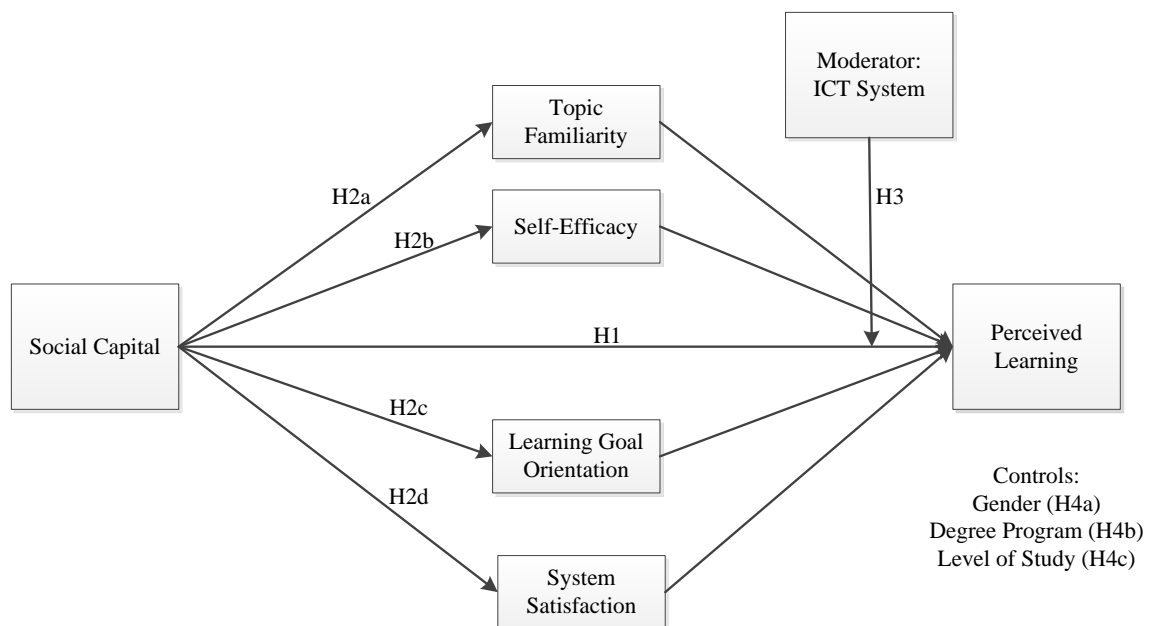 Moderator:
ICT System
Topic
Familiarity
H2a
H3
Self-Efficacy
H2b
Social Capital
H1
Perceived
Learning
H2c
Learning Goal
Orientation
H2d
Controls:
Gender (H4a)
Degree Program (H4b)
Level of Study (H4c)
System
Satisfaction